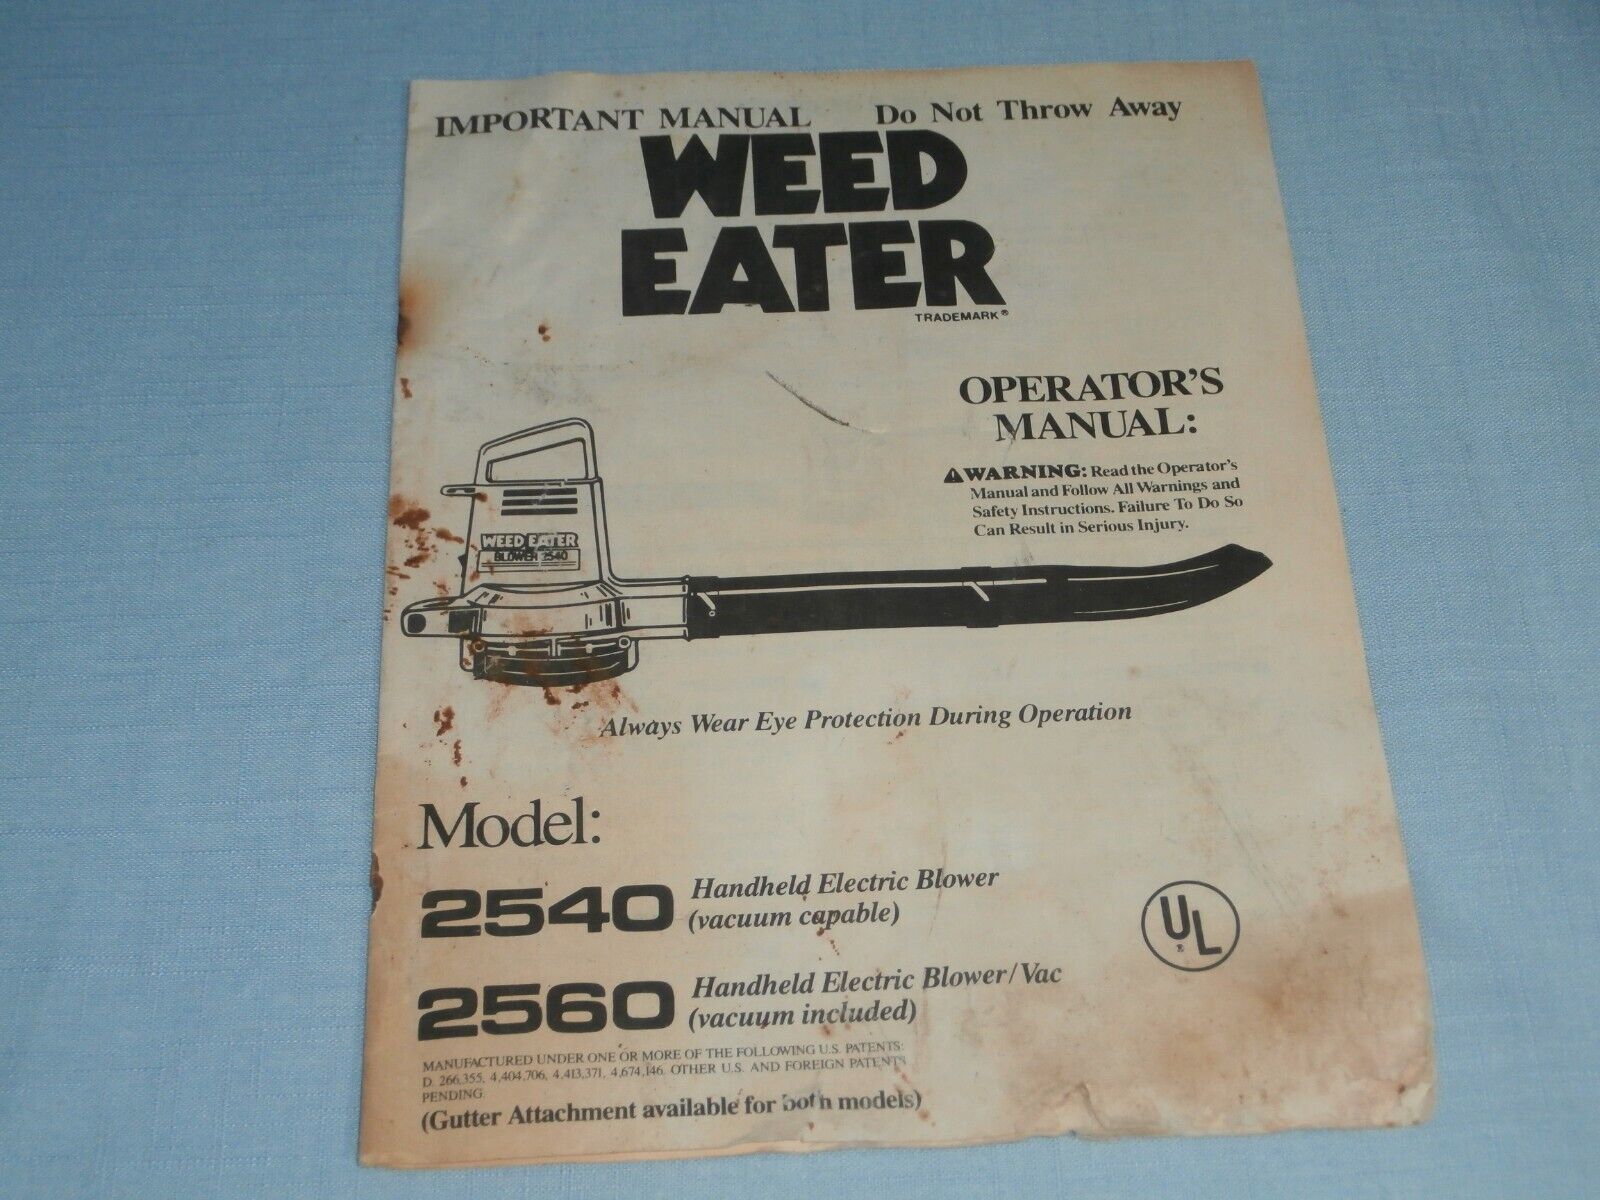 IMPORTANT MANUAL Do Not Throw Away
WEED
EATER
TRADEMARK®
OPERATOR'S
MANUAL:
⚠WARNING: Read the Operator's
Manual and Follow All Warnings and
Safety Instructions. Failure To Do So
Can Result in Serious Injury.
WEED EATER
BLOWER 2540
Always Wear Eye Protection During Operation
Model:
2540 Handheld Electric Blower
(vacuum capable)
UL
®
2560 Handheld Electric Blower/Vac
(vacuum included)
MANUFACTURED UNDER ONE OR MORE OF THE FOLLOWING U.S. PATENTS:
D. 266,355, 4,404,706, 4,413,371, 4,674,146. OTHER U.S. AND FOREIGN PATENTS
PENDING.
(Gutter Attachment available for both models)